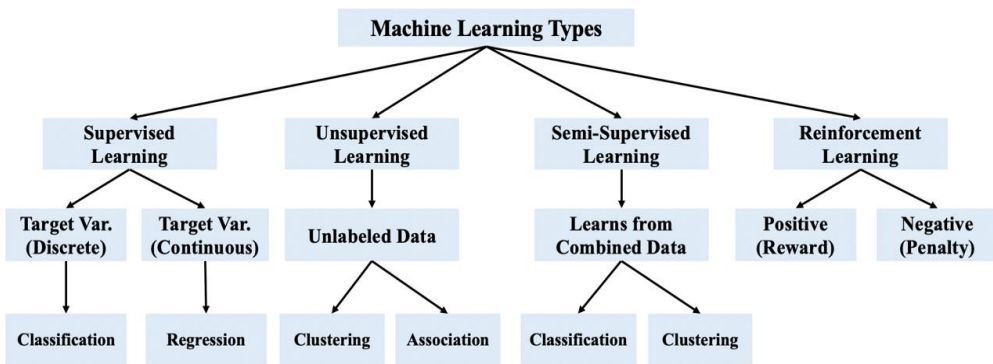 Machine Learning Types
Supervised
Learning
Unsupervised
Learning
Semi-Supervised
Learning
Reinforcement
Learning
Target Var.
(Discrete)
Target Var.
(Continuous)
Unlabeled Data
Learns from
Combined Data
Positive
(Reward)
Negative
(Penalty)
Classification
Regression
Clustering
Association
Classification
Clustering